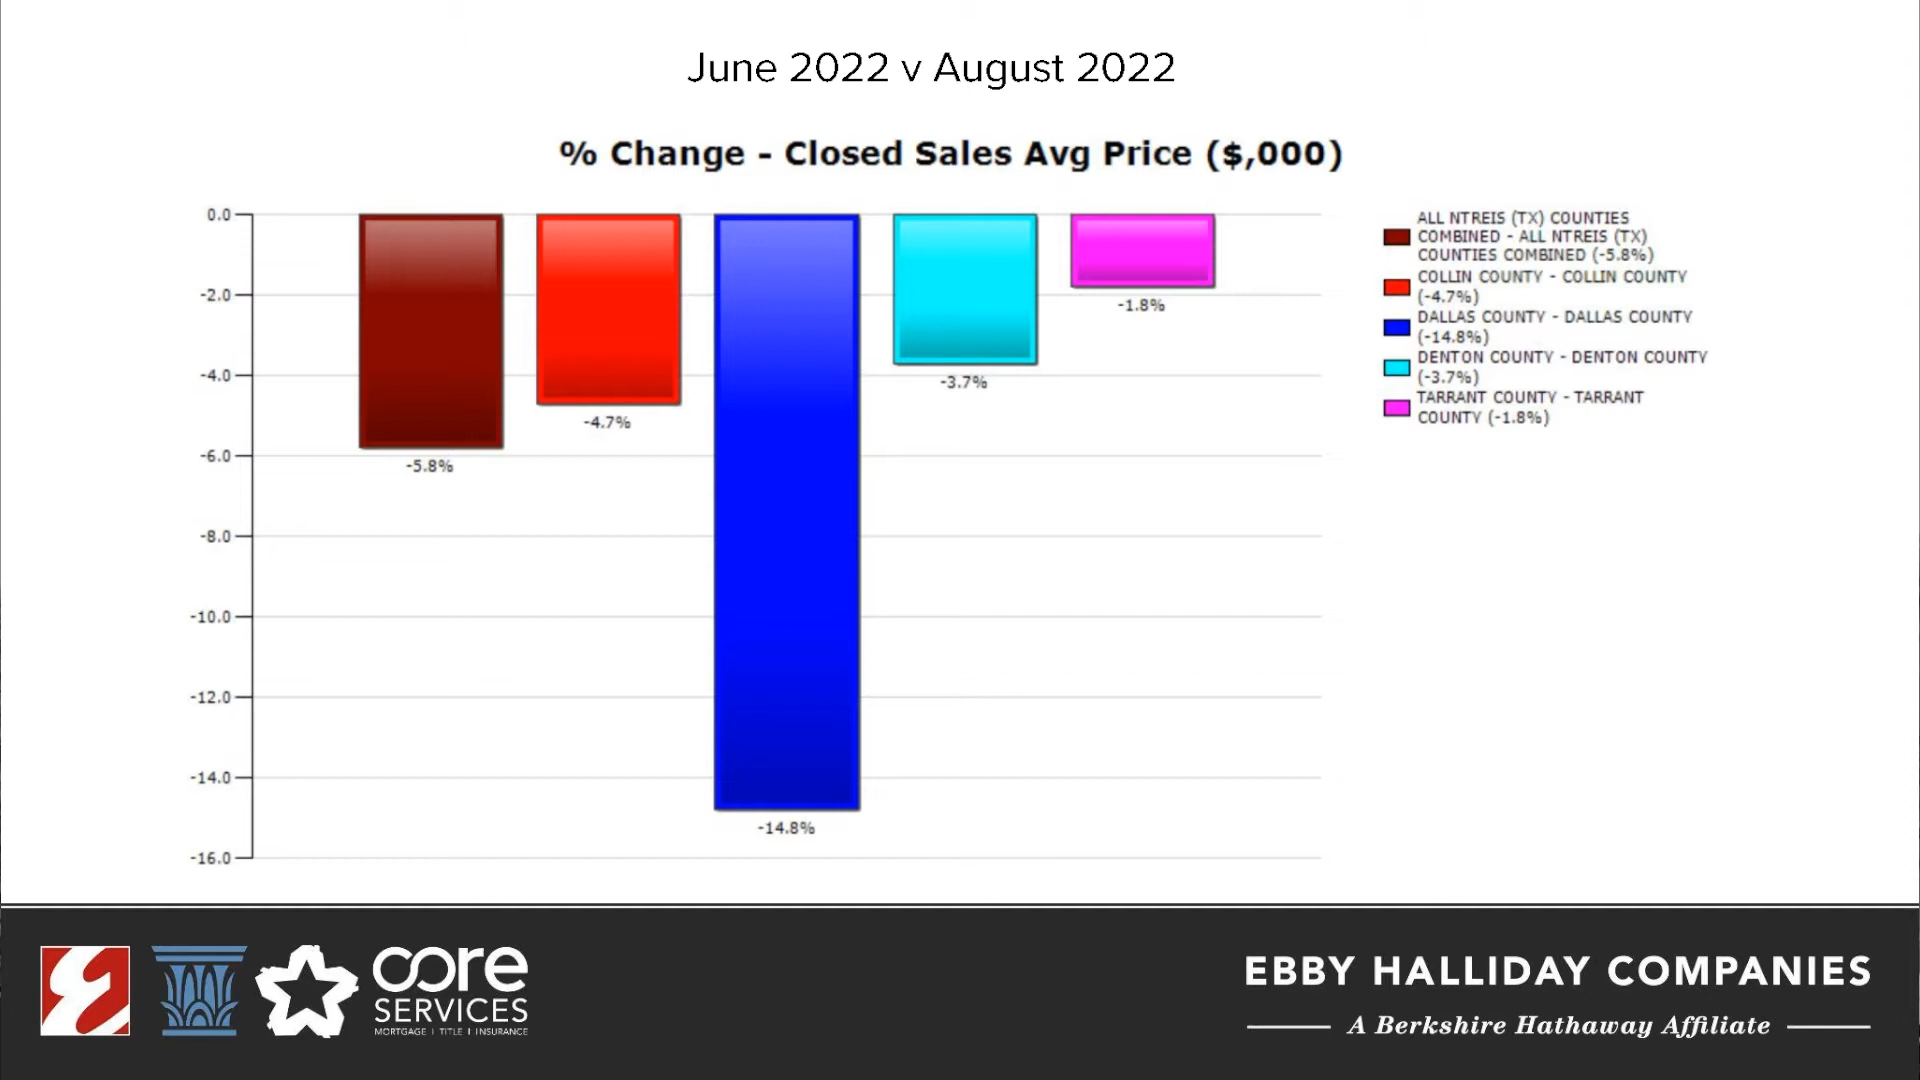 June 2022 v August 2022
% Change - Closed Sales Avg Price ($,000)
0.0
-2.0
-4.0
-6.0
-8.0
-10.0
-12.0
-14.0
-16.0
-5.8%
-4.7%
-14.8%
-3.7%
-1.8%
ALL NTREIS (TX) COUNTIES
COMBINED - ALL NTREIS (TX)
COUNTIES COMBINED (-5.8%)
COLLIN COUNTY - COLLIN COUNTY
(-4.7%)
DALLAS COUNTY - DALLAS COUNTY
(-14.8%)
DENTON COUNTY - DENTON COUNTY
(-3.7%)
TARRANT COUNTY - TARRANT
COUNTY (-1.8%)
core
SERVICES
MORTGAGE | TITLE | INSURANCE
EBBY HALLIDAY COMPANIES
A Berkshire Hathaway Affiliate